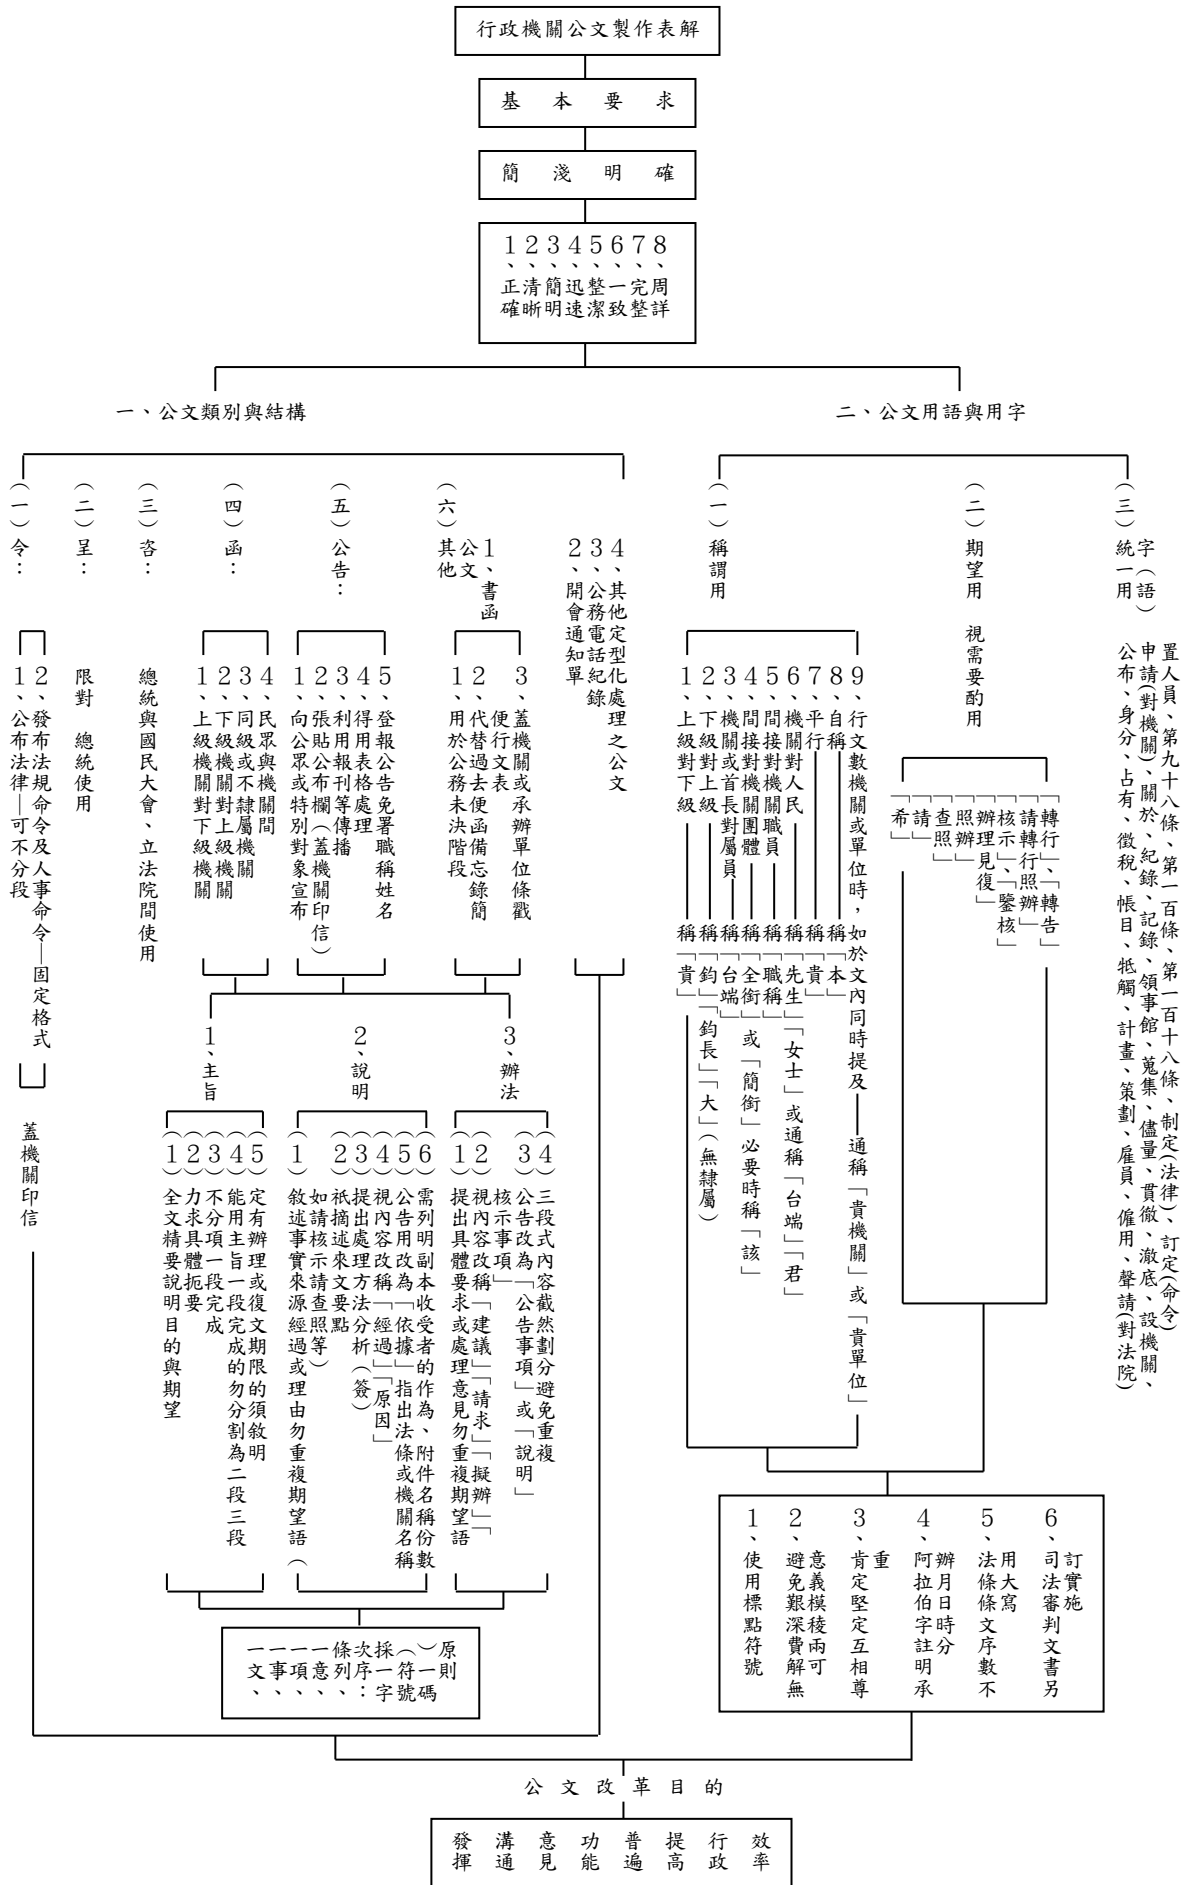 行政機關公文製作表解
基本要求
簡淺明確
1、正確
2、清晰
3、簡明
4、迅速
5、整潔
6、一致
7、完整
8、周詳
一、公文類別與結構
二、公文用語與用字
(一)令：
1、公布法律—可不分段
2、發布法規命令及人事命令—固定格式
蓋機關印信
(二)呈：
限對 總統使用
(三)咨：
總統與國民大會、立法院間使用
(四)函：
1、上級機關對下級機關
2、下級機關對上級機關
3、同級或不隸屬機關
4、民眾與機關間
(五)公告：
1、向公眾或特別對象宣布
2、張貼公布欄(蓋機關印信)
3、利用報刊等傳播
4、得用表格處理
5、登報公告免署職稱姓名
(六)其他
公文
1、書函
1、用於公務未決階段
2、代替過去便函備忘錄簡
便行文表
3、蓋機關或承辦單位條戳
2、開會通知單
3、公務電話紀錄
4、其他定型化處理之公文
1、主旨
(1)全文精要說明目的與期望
(2)力求具體扼要
(3)不分項一段完成
(4)能用主旨一段完成的勿分割為二段三段
(5)定有辦理或復文期限的須敘明
2、說明
(1)敘述事實來源經過或理由勿重複期望語(
如請核示請查照等)
(2)祇摘述來文要點
(3)提出處理方法分析(簽)
(4)視內容改稱「經過」「原因」
(5)公告用改為「依據」指出法條或機關名稱
(6)需列明副本收受者的作為、附件名稱份數
3、辦法
(1)提出具體要求或處理意見勿重複期望語
(2)視內容改稱「建議」「請求」「擬辦」「
核示事項」
(3)公告改為「公告事項」或「說明」
(4)三段式內容截然劃分避免重複
一文、
一事、
一項、
一意、
條列
次序：
採一字
(符號
)一碼
原則
(一)稱謂用
1、上級對下級 稱「貴」
2、下級對上級 稱「鈞」「鈞長」「大」(無隸屬)
3、機關或首長對屬員 稱「台端」
4、間接對機關團體 稱「全銜」或「簡銜」必要時稱「該」
5、間接對機關職員 稱「職稱」
6、機關對人民 稱「先生」「女士」或通稱「台端」「君」
7、平行 稱「貴」
8、自稱 稱「本」
9、行文數機關或單位時，如於文內同時提及 通稱「貴機關」或「貴單位」
(二)期望用 視需要酌用
「希」
「請」
「查照」
「照辦」
「辦理見復」
「核示」、「鑒核」
「請轉行照辦」
「轉行」、「轉告」
(三)統一用
字(語)
公布、身分、占有、徵稅、帳目、牴觸、計畫、策劃、雇員、僱用、聲請(對法院)
申請(對機關)、關於、紀錄、記錄、領事館、蒐集、儘量、貫徹、澈底、設機關、
置人員、第九十八條、第一百條、第一百十八條、制定(法律)、訂定(命令)
1、使用標點符號
2、避免艱深費解無
意義模稜兩可
3、肯定堅定互相尊
重
4、阿拉伯字註明承
辦月日時分
5、法條條文序數不
用大寫
6、司法審判文書另
訂實施
公文改革目的
發揮溝通意見功能普遍提高行政效率